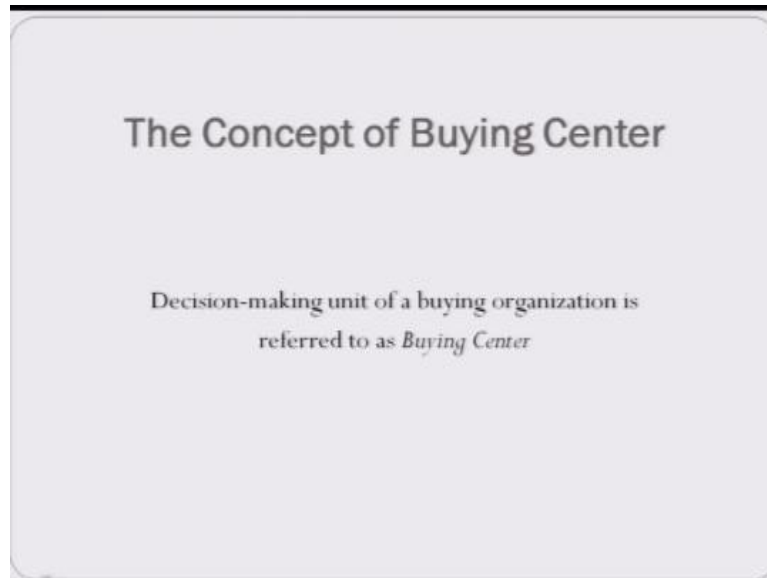 The Concept of Buying Center
Decision-making unit of a buying organization is
referred to as Buying Center